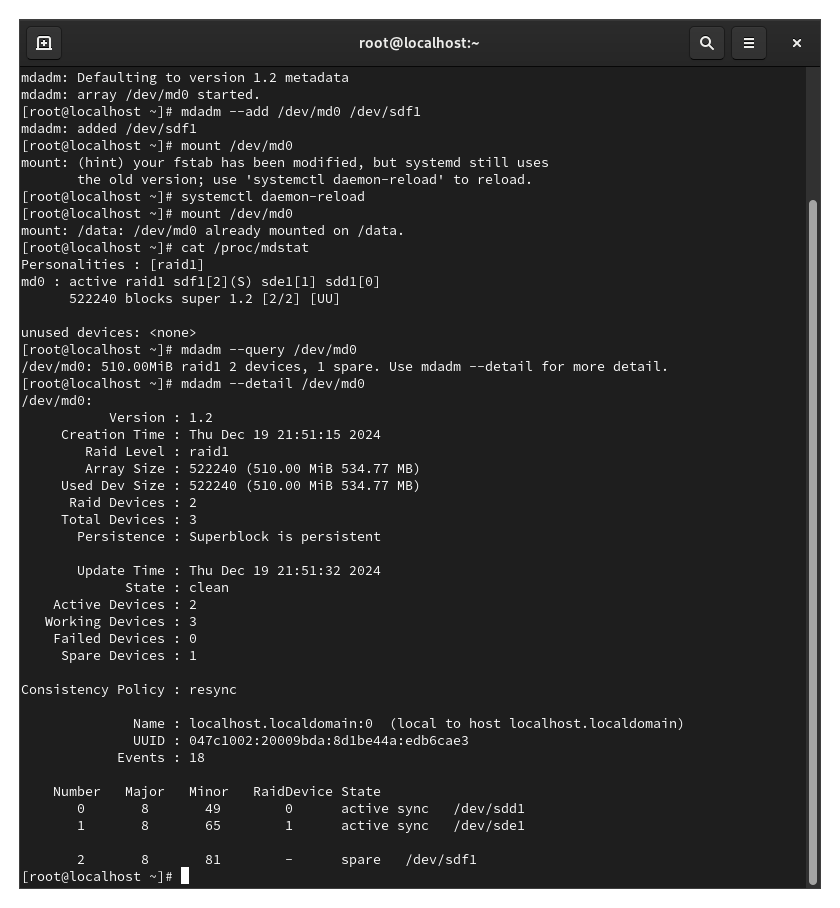 root@localhost:~
mdadm: Defaulting to version 1.2 metadata
mdadm: array /dev/md0 started.
[root@localhost ~]# mdadm --add /dev/md0 /dev/sdf1
mdadm: added /dev/sdf1
[root@localhost ~]# mount /dev/md0
mount: (hint) your fstab has been modified, but systemd still uses
       the old version; use 'systemctl daemon-reload' to reload.
[root@localhost ~]# systemctl daemon-reload
[root@localhost ~]# mount /dev/md0
mount: /data: /dev/md0 already mounted on /data.
[root@localhost ~]# cat /proc/mdstat
Personalities : [raid1]
md0 : active raid1 sdf1[2](S) sde1[1] sdd1[0]
      522240 blocks super 1.2 [2/2] [UU]

unused devices: <none>
[root@localhost ~]# mdadm --query /dev/md0
/dev/md0: 510.00MiB raid1 2 devices, 1 spare. Use mdadm --detail for more detail.
[root@localhost ~]# mdadm --detail /dev/md0
/dev/md0:
           Version : 1.2
     Creation Time : Thu Dec 19 21:51:15 2024
        Raid Level : raid1
        Array Size : 522240 (510.00 MiB 534.77 MB)
     Used Dev Size : 522240 (510.00 MiB 534.77 MB)
      Raid Devices : 2
     Total Devices : 3
       Persistence : Superblock is persistent

       Update Time : Thu Dec 19 21:51:32 2024
             State : clean
    Active Devices : 2
   Working Devices : 3
    Failed Devices : 0
     Spare Devices : 1

Consistency Policy : resync

              Name : localhost.localdomain:0  (local to host localhost.localdomain)
              UUID : 047c1002:20009bda:8d1be44a:edb6cae3
            Events : 18

    Number   Major   Minor   RaidDevice State
       0       8       49        0      active sync   /dev/sdd1
       1       8       65        1      active sync   /dev/sde1

       2       8       81        -      spare   /dev/sdf1
[root@localhost ~]#